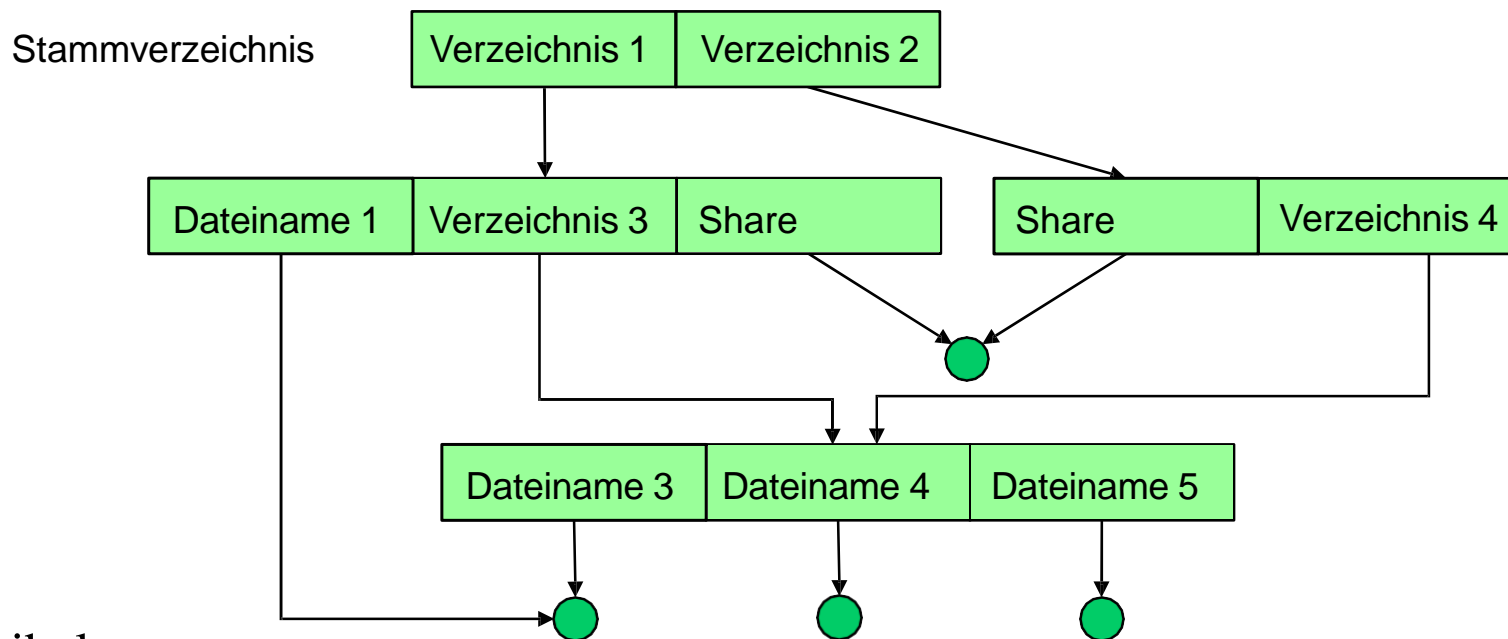 Stammverzeichnis Verzeichnis 1 Verzeichnis 2
Dateiname 1 Verzeichnis 3 Share Share Verzeichnis 4
Dateiname 3 Dateiname 4 Dateiname 5